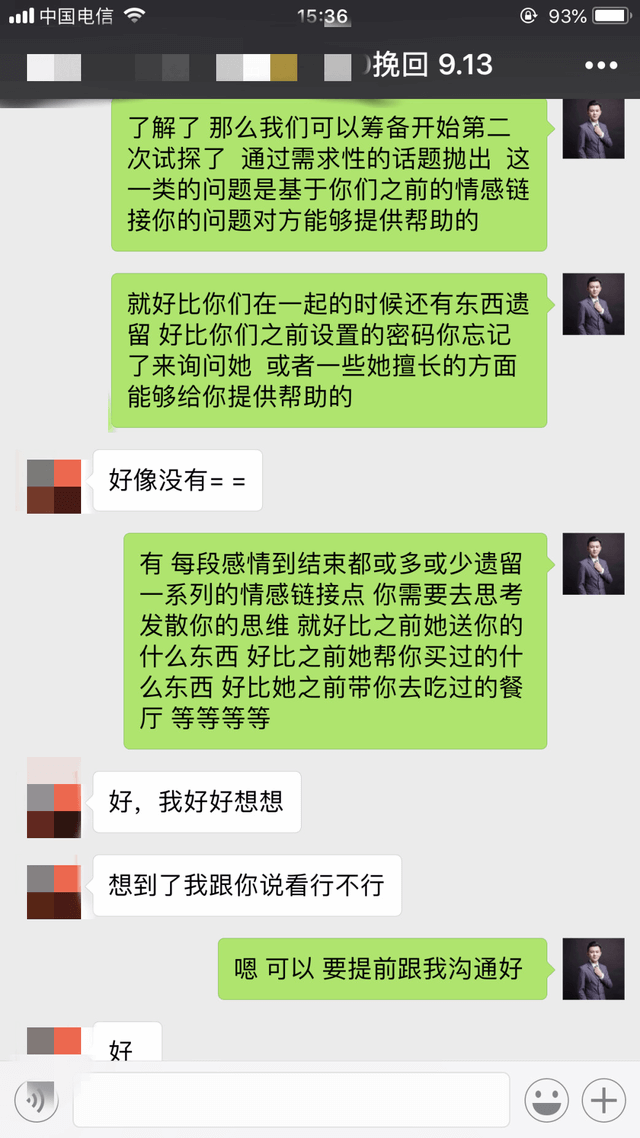 中国电信
15:36
93%
挽回 9.13
了解了 那么我们可以筹备开始第二
次试探了 通过需求性的话题抛出 这
一类的问题是基于你们之前的情感链
接你的问题对方能够提供帮助的
就好比你们在一起的时候还有东西遗
留 好比你们之前设置的密码你忘记
了来询问她 或者一些她擅长的方面
能够给你提供帮助的
好像没有= =
有 每段感情到结束都或多或少遗留
一系列的情感链接点 你需要去思考
发散你的思维 就好比之前她送你的
什么东西 好比之前她帮你买过的什
么东西 好比她之前带你去吃过的餐
厅 等等等等
好，我好好想想
想到了我跟你说看行不行
嗯 可以 要提前跟我沟通好
好